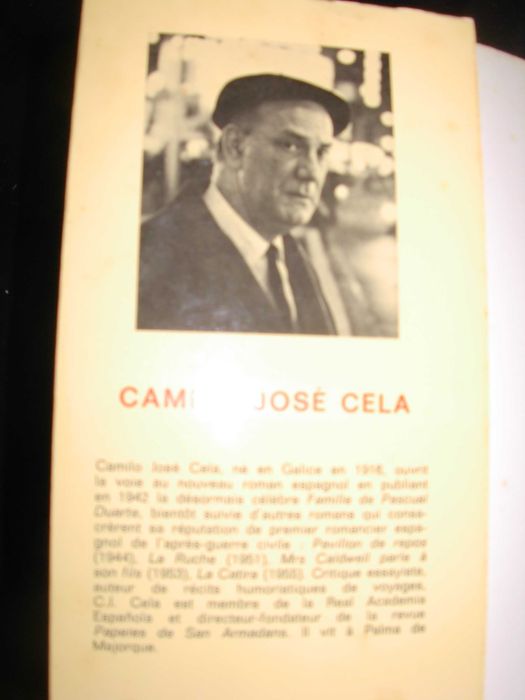 CAMI JOSÉ CELA
Camilo José Cela, né en Galice en 1916, ouvrit
la voie au nouveau roman espagnol en publiant
en 1942 la désormais célèbre Famille de Pascual
Duarte, bientôt suivie d'autres romans qui consa-
crèrent sa réputation de premier romancier espa-
gnol de l'après-guerre civile : Pavillon de repos
(1944), La Ruche (1951), Mrs Caldwell parle à
son fils (1953), La Catira (1955). Critique essayiste,
auteur de récits humoristiques de voyages,
C.J. Cela est membre de la Real Academia
Española et directeur-fondateur de la revue
Papeles de San Armadans. Il vit à Palma de
Majorque.